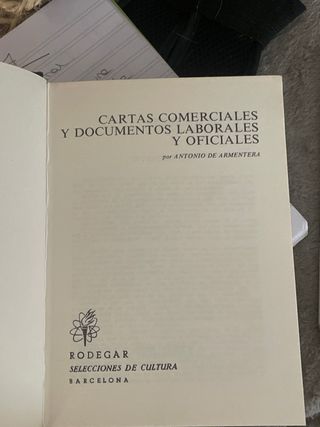 CARTAS COMERCIALES
Y DOCUMENTOS LABORALES
Y OFICIALES
por ANTONIO DE ARMENTERA
RODEGAR
SELECCIONES DE CULTURA
BARCELONA